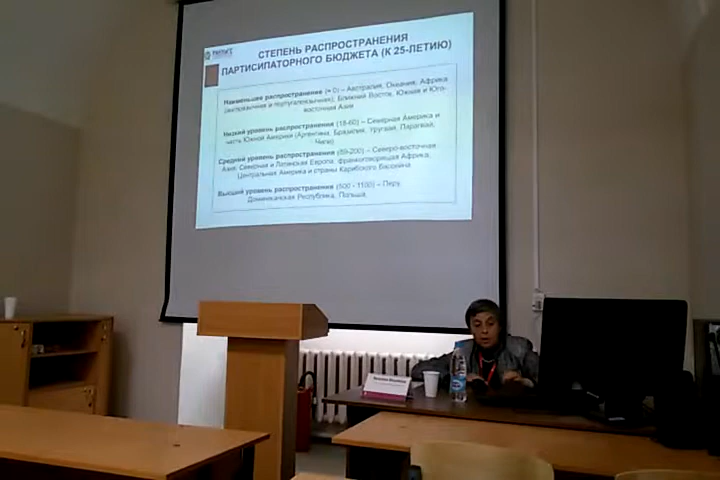 СТЕПЕНЬ РАСПРОСТРАНЕНИЯ
ПАРТИСИПАТОРНОГО БЮДЖЕТА (К 25-ЛЕТИЮ)
Наименьшее распространение (≈ 0) – Австралия, Океания, Африка
(англоязычная и португалоязычная), Ближний Восток, Южная и Юго-
восточная Азия
Низкий уровень распространения (18-60) – Северная Америка и
часть Южной Америки (Аргентина, Бразилия, Уругвай, Парагвай,
Чили)
Средний уровень распространения (89-200) – Северо-восточная
Азия, Северная и Латинская Европа, Франкоговорящая Африка,
Центральная Америка и страны Карибского Бассейна
Высший уровень распространения (500 - 1100) – Перу,
Доминиканская Республика, Польша